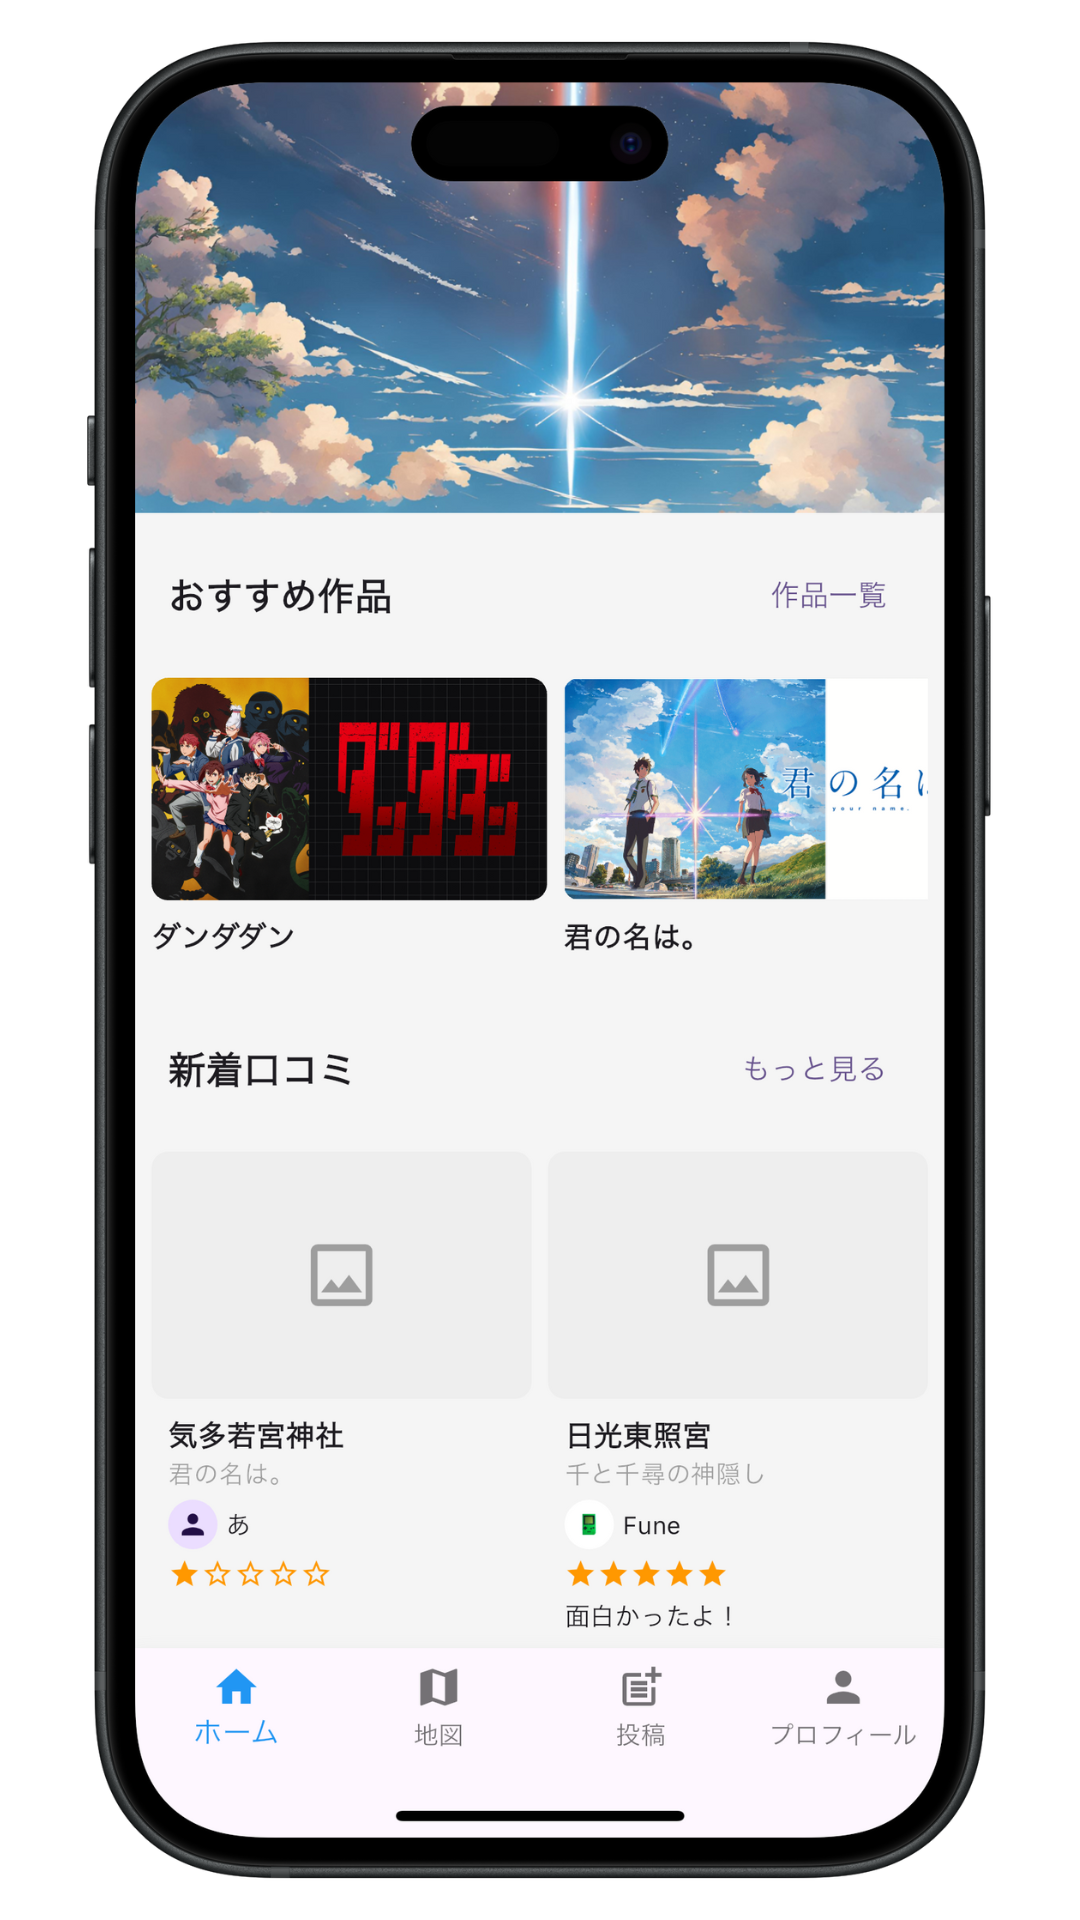 おすすめ作品 作品一覧
ダンダダン
君の名は
your name.
ダンダダン 君の名は。
新着口コミ もっと見る
気多若宮神社 日光東照宮
君の名は。 千と千尋の神隠し
あ Fune
面白かったよ！
ホーム 地図 投稿 プロフィール